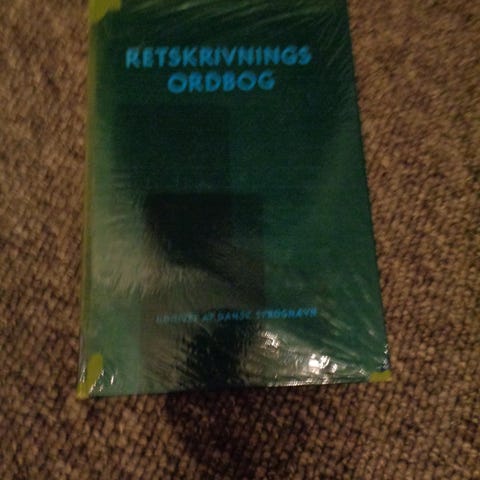 RETSKRIVNINGS
ORDBOG
UDGIVET AF DANSK SPROGNÆVN